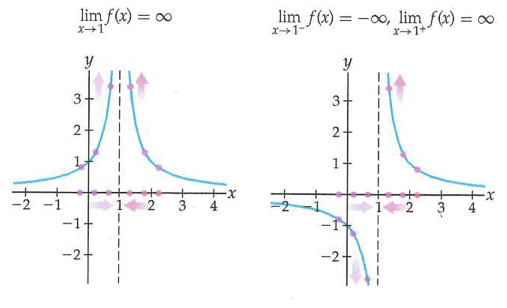 lim f(x) = ∞
x→1
lim f(x) = −∞, lim f(x) = ∞
x→1⁻ x→1⁺
y
3
2
1
−2 −1 1 2 3 4 x
−1
−2
y
3
2
1
−2 −1 1 2 3 4 x
−1
−2